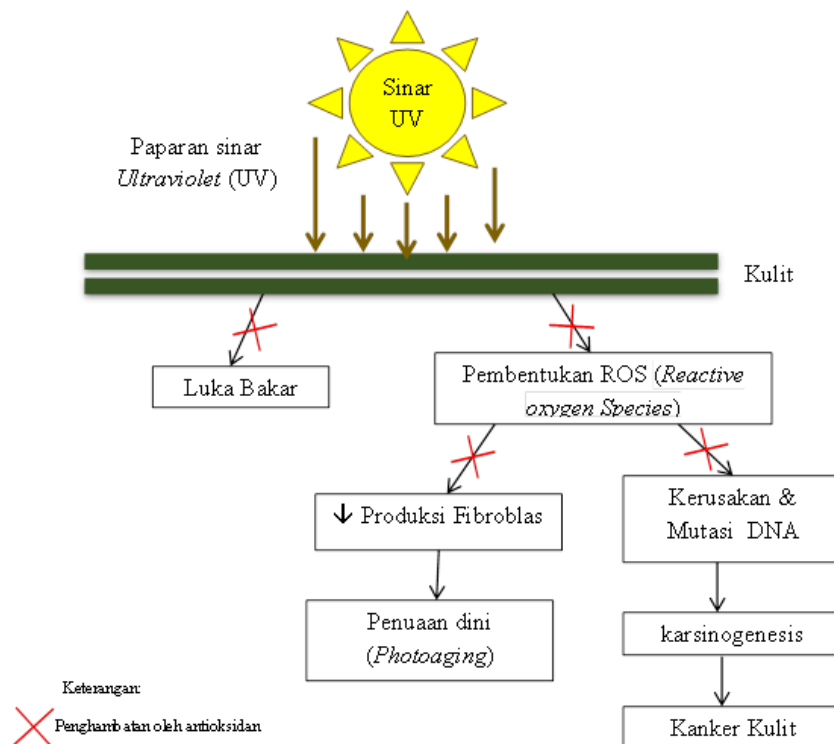 Sinar
UV
Paparan sinar
Ultraviolet (UV)
Kulit
Luka Bakar
Pembentukan ROS (Reactive
oxygen Species)
↓ Produksi Fibroblas
Kerusakan &
Mutasi DNA
Penuaan dini
(Photoaging)
karsinogenesis
Kanker Kulit
Keterangan:
Penghambatan oleh antioksidan